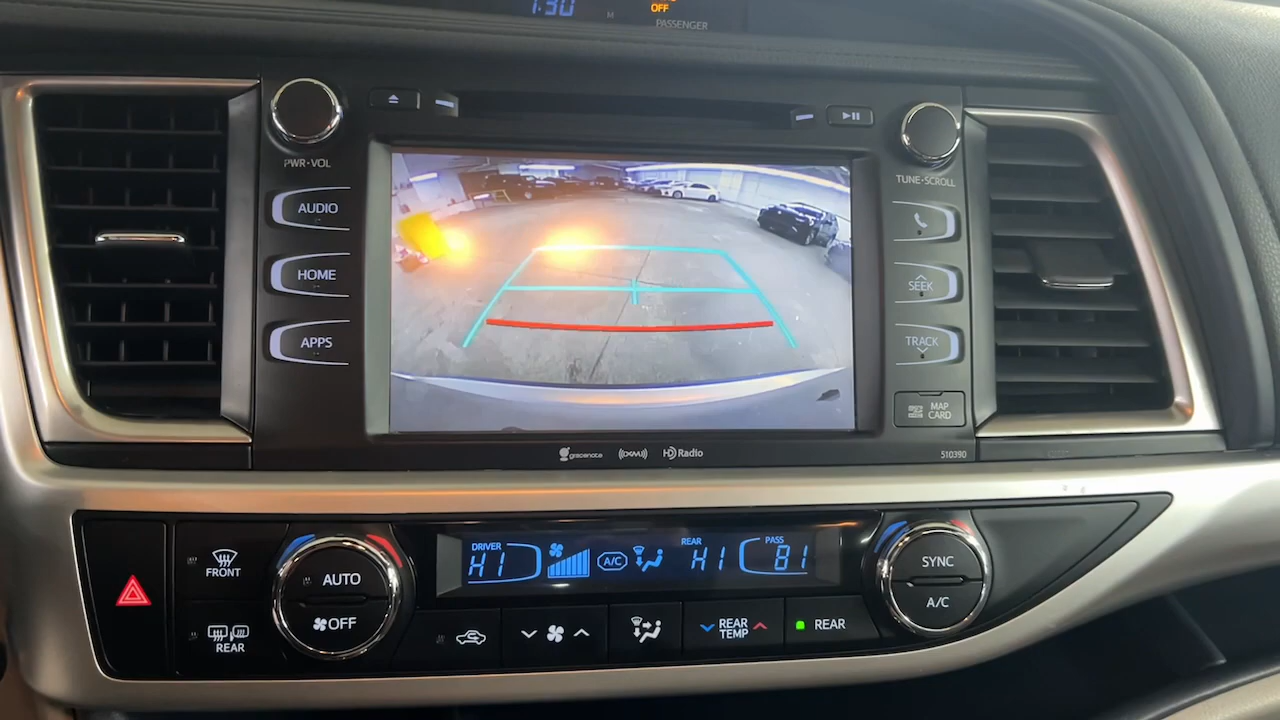 1:30
OFF
PASSENGER
PWR•VOL
TUNE•SCROLL
AUDIO
HOME
SEEK
APPS
TRACK
MAP
CARD
gracenote
((XM))
HD Radio
510390
FRONT
REAR
AUTO
OFF
DRIVER
HI
A/C
REAR
HI
PASS
81
REAR
TEMP
REAR
SYNC
A/C